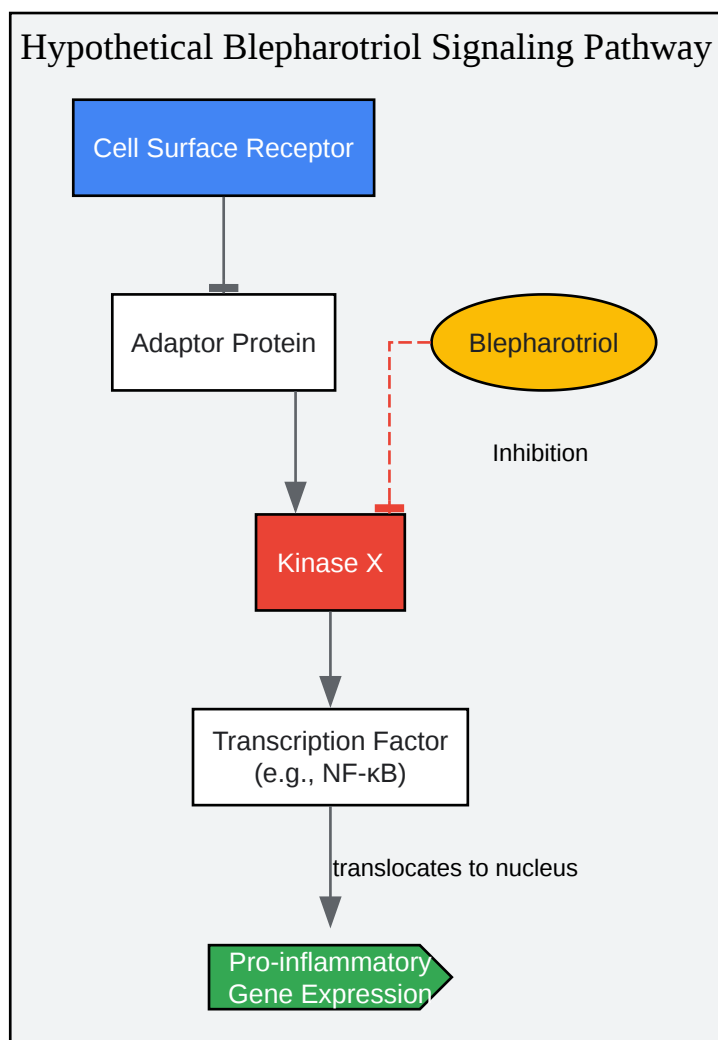 Hypothetical Blepharotriol Signaling Pathway
Cell Surface Receptor
Adaptor Protein
Blepharotriol
Inhibition
Kinase X
Transcription Factor
(e.g., NF-κB)
translocates to nucleus
Pro-inflammatory
Gene Expression